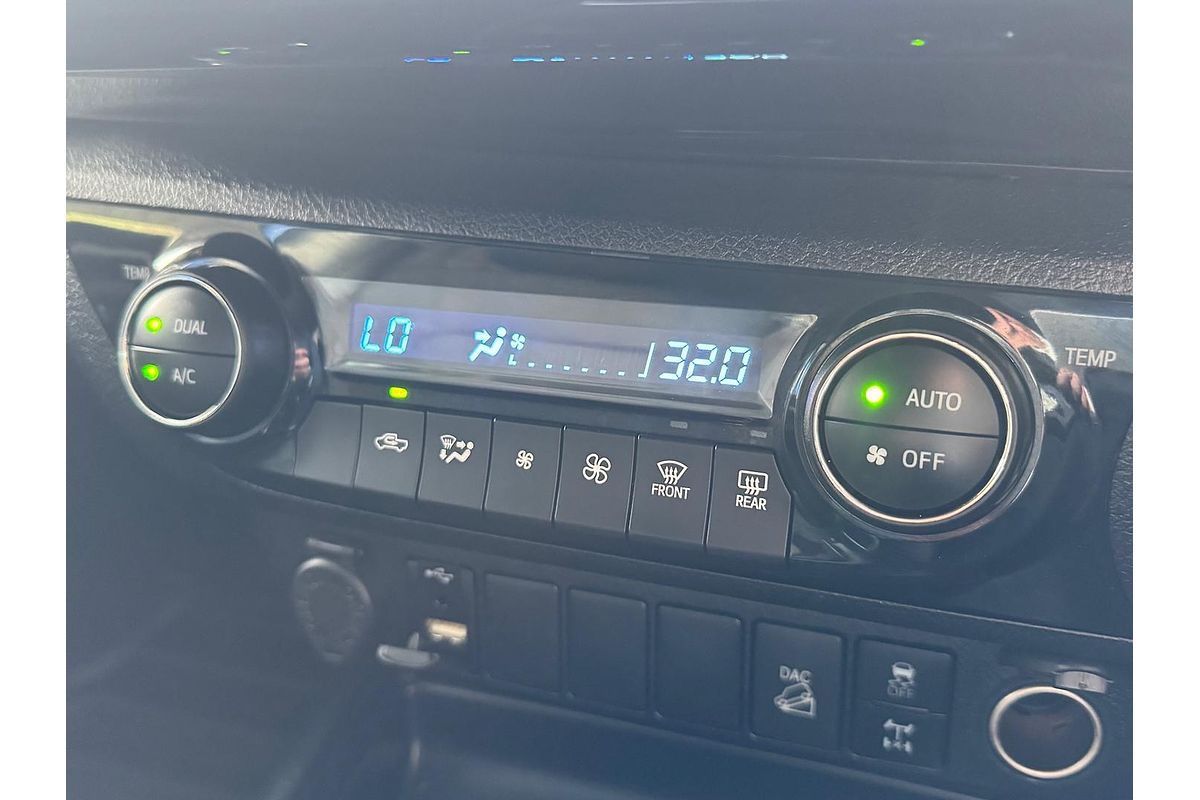 TEMP
DUAL
A/C
LO
32.0
TEMP
AUTO
OFF
FRONT
REAR
DAC
OFF